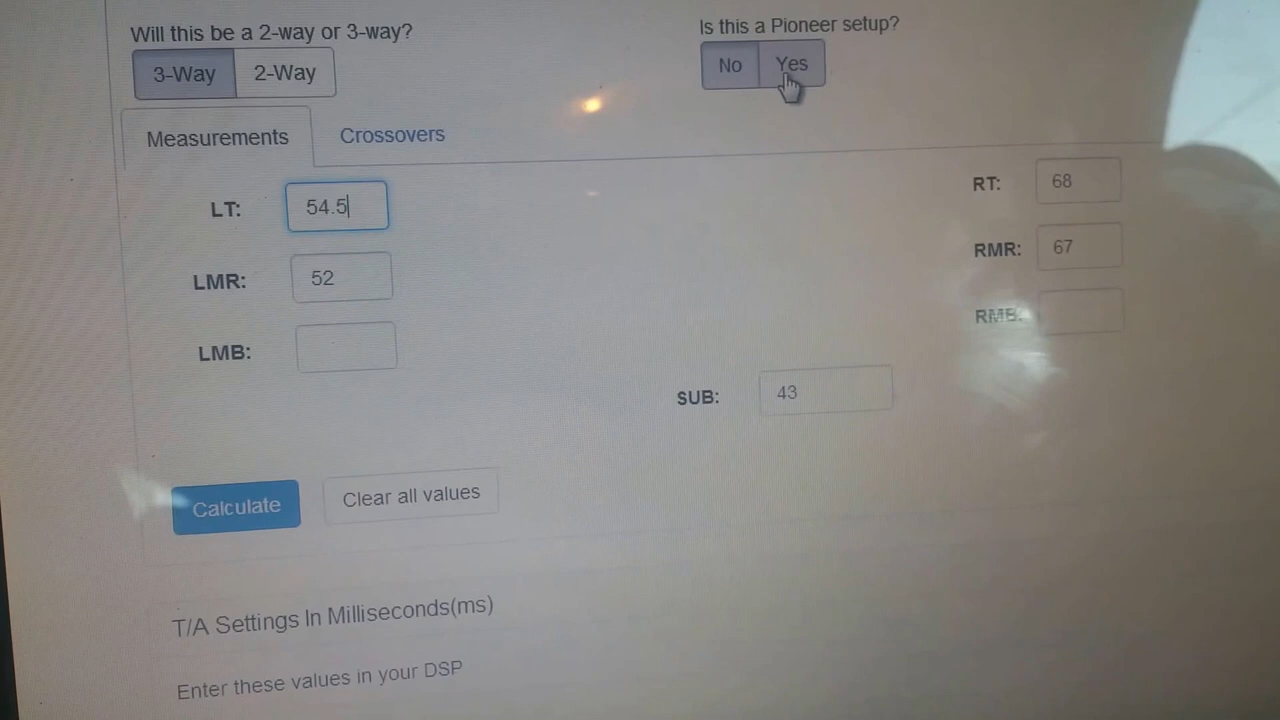 Will this be a 2-way or 3-way?
Is this a Pioneer setup?
3-Way 2-Way
No Yes
Measurements Crossovers
LT: 54.5
RT: 68
LMR: 52
RMR: 67
LMB:
RMB:
SUB: 43
Calculate Clear all values
T/A Settings In Milliseconds(ms)
Enter these values in your DSP